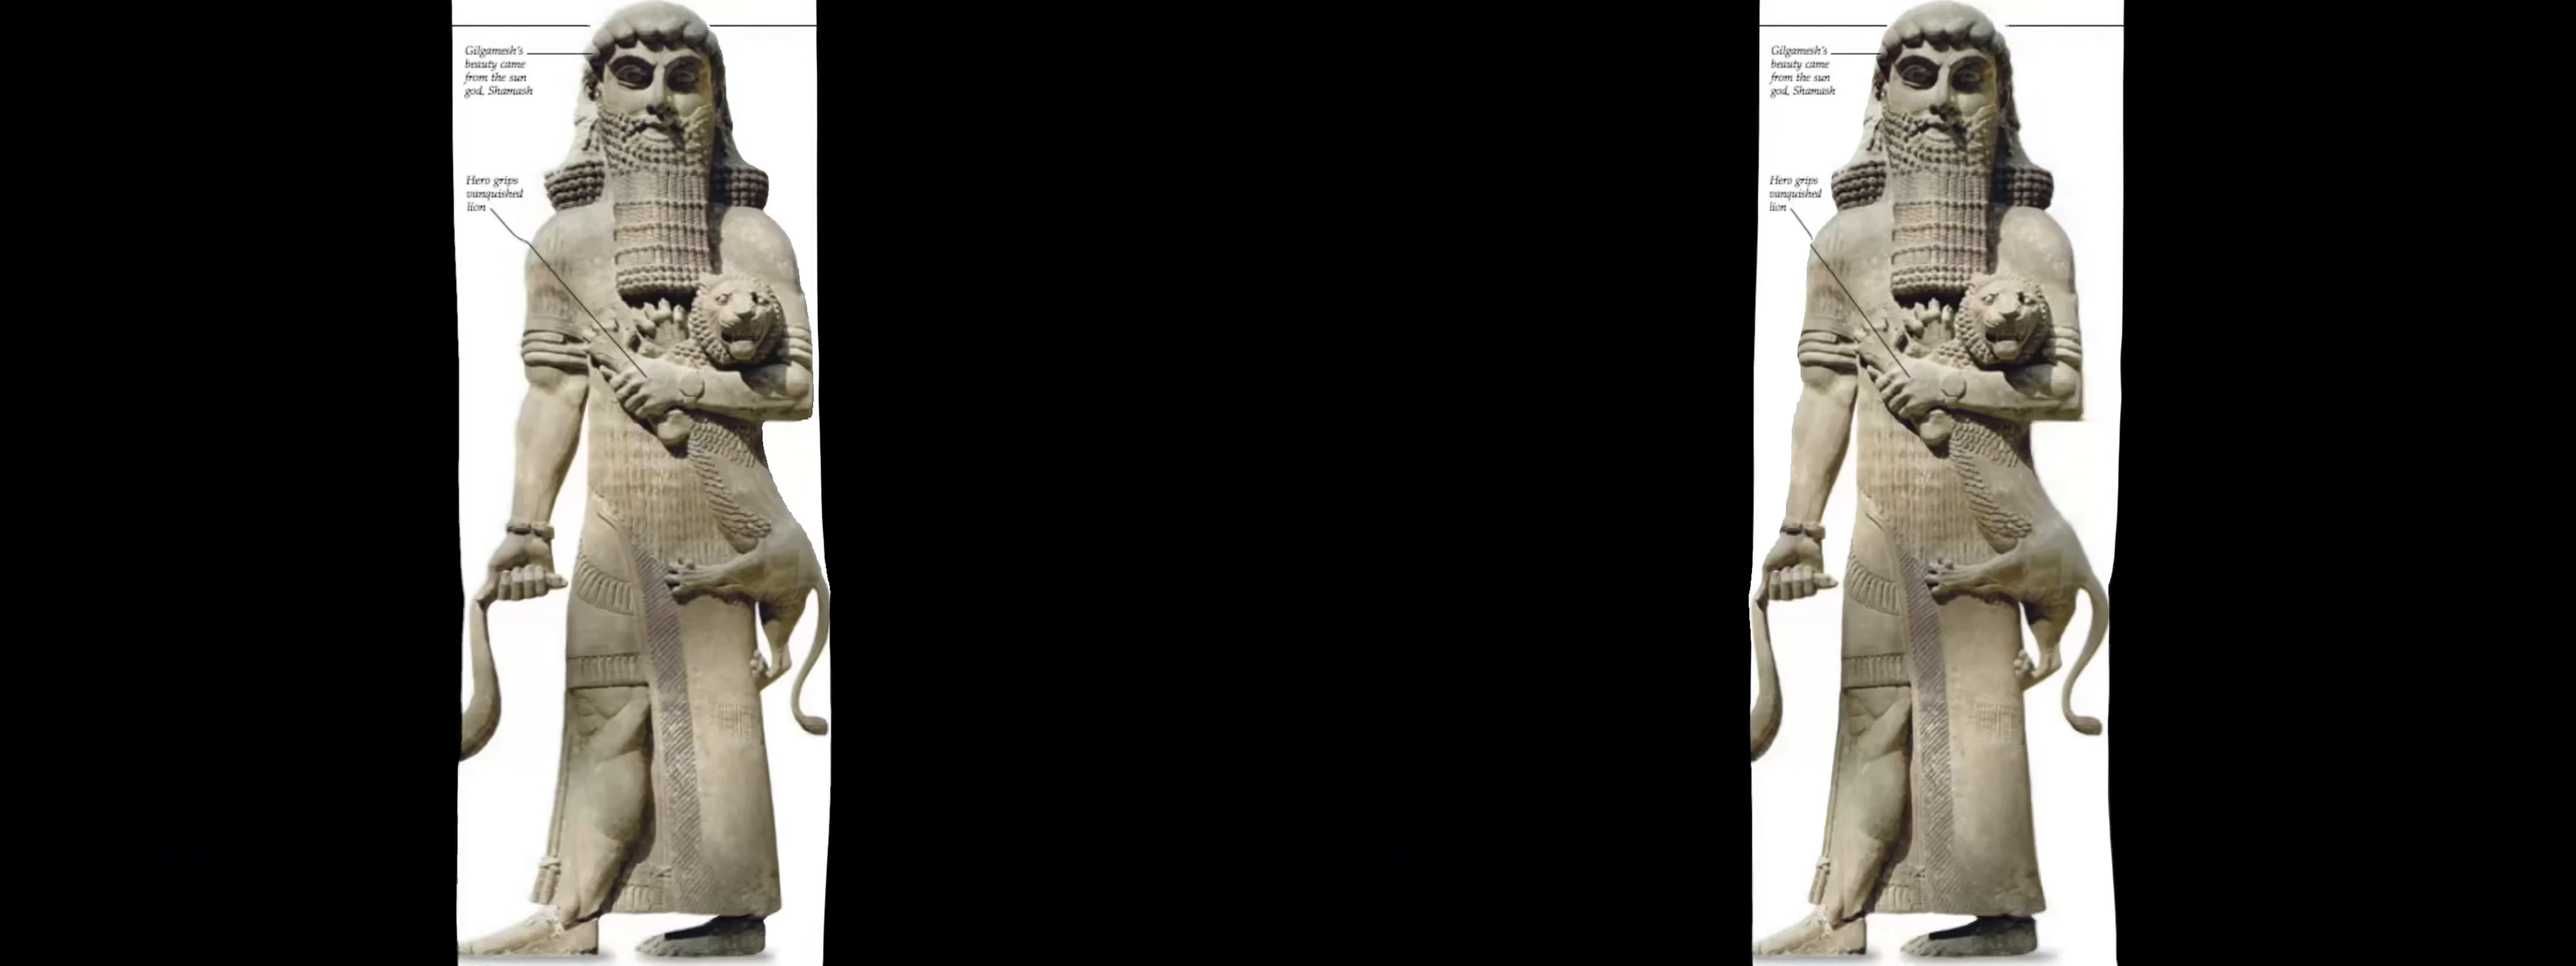 Gilgamesh's
beauty came
from the sun
god, Shamash
Hero grips
vanquished
lion
Gilgamesh's
beauty came
from the sun
god, Shamash
Hero grips
vanquished
lion